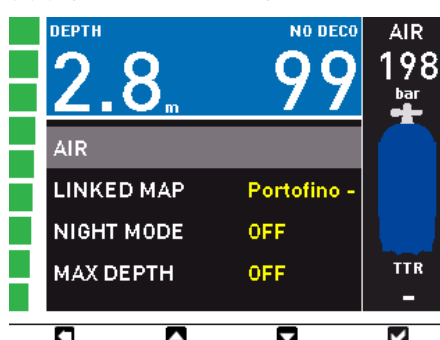 DEPTH NO DECO AIR
2.8 m 99 198
bar
AIR
LINKED MAP Portofino -
NIGHT MODE OFF
MAX DEPTH OFF
TTR
-